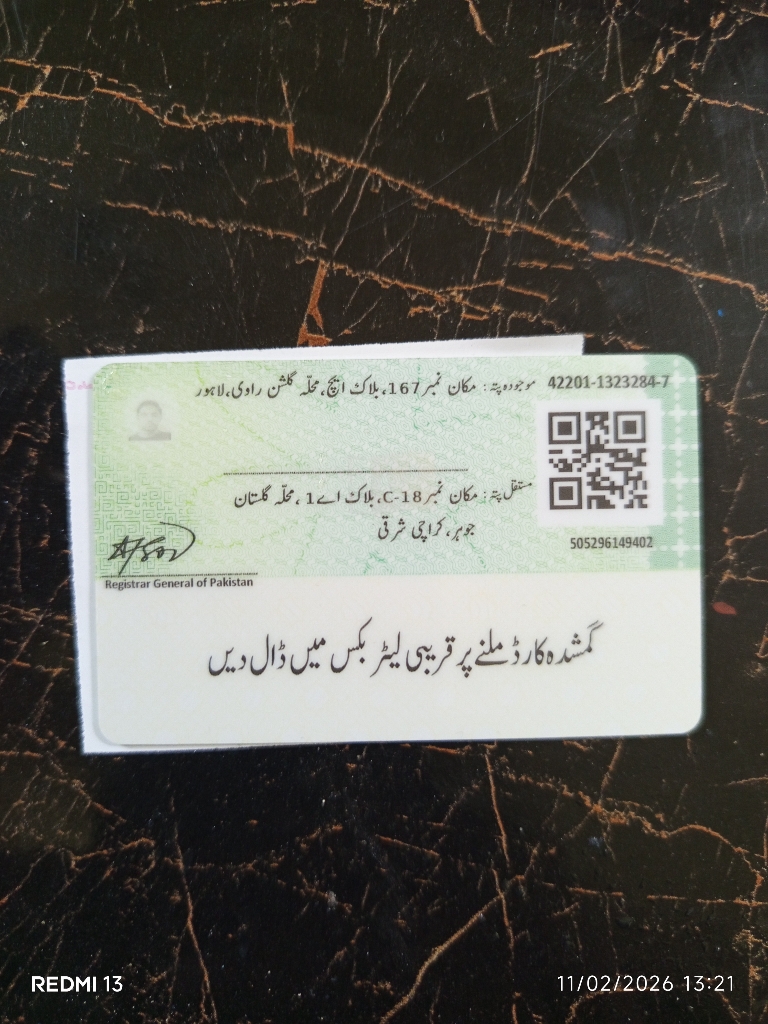 موجودہ پتہ: مکان نمبر 167، بلاک ایچ، محلّہ گلشن راوی، لاہور
42201-1323284-7
مستقل پتہ: مکان نمبر C-18، بلاک اے 1، محلّہ گلستان
جوہر، کراچی شرقی
505296149402
Registrar General of Pakistan
گمشدہ کارڈ ملنے پر قریبی لیٹر بکس میں ڈال دیں
REDMI 13
11/02/2026 13:21